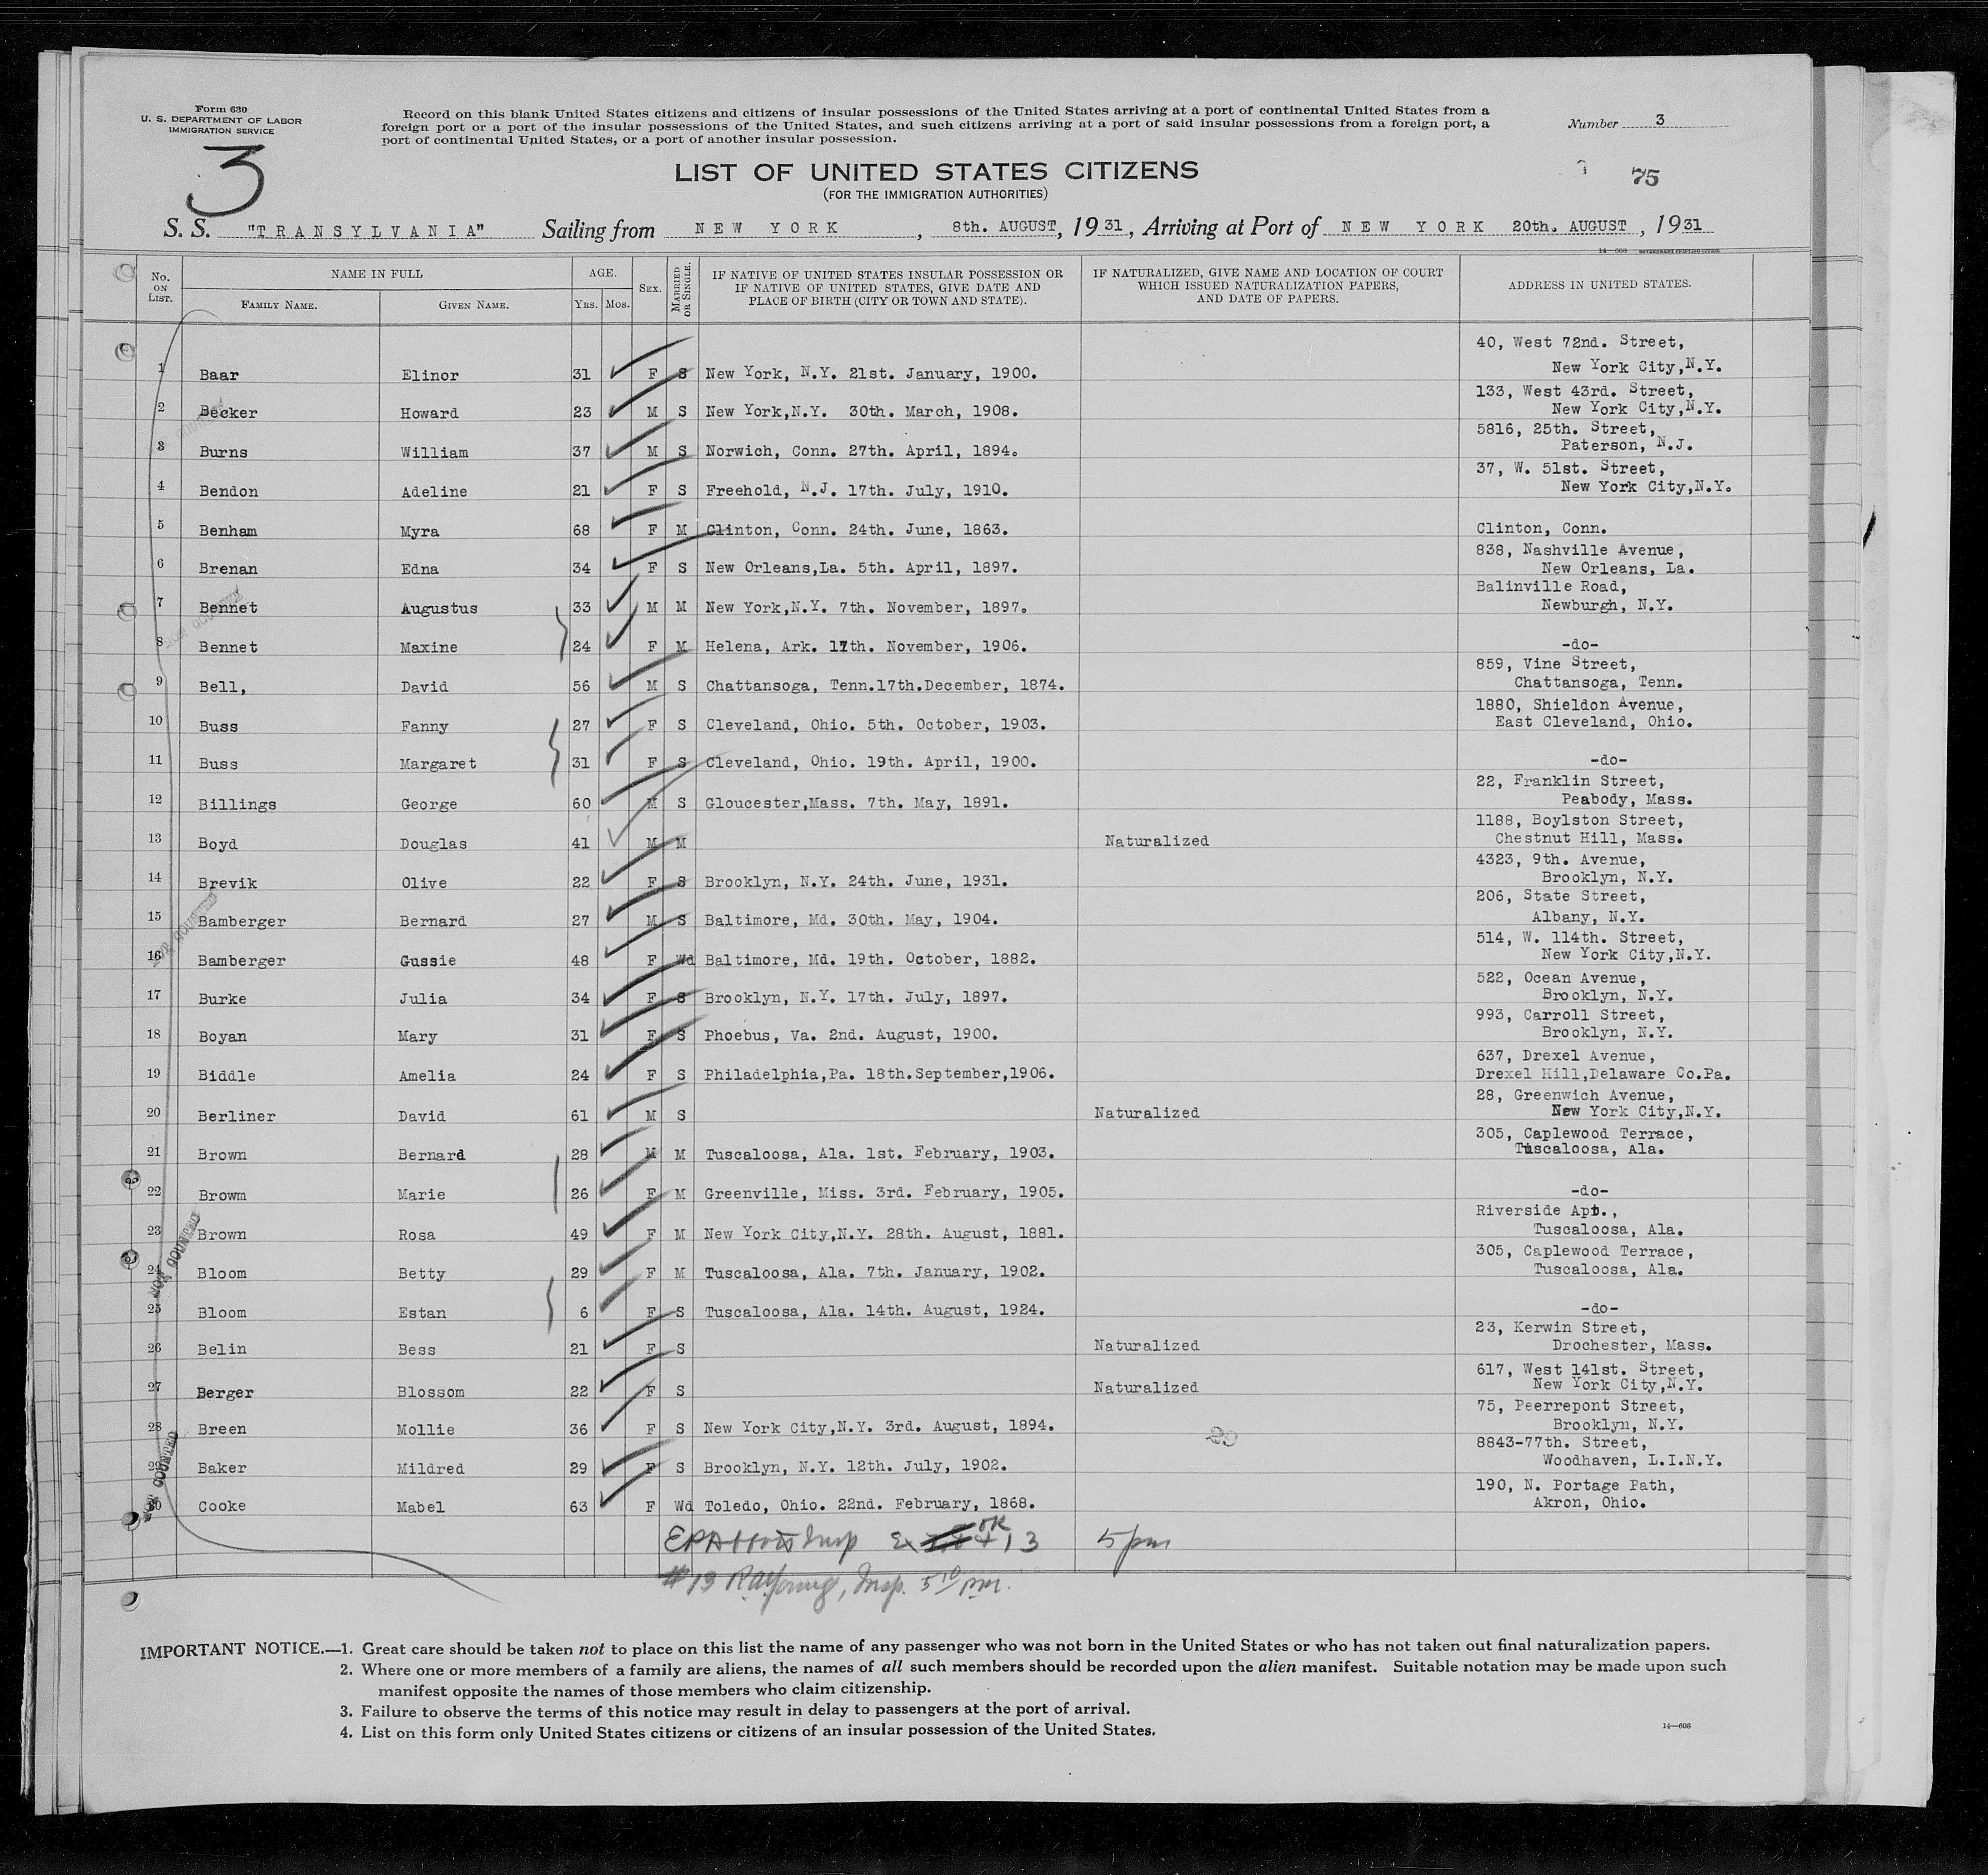 Form 630
U. S. DEPARTMENT OF LABOR
IMMIGRATION SERVICE
Record on this blank United States citizens and citizens of insular possessions of the United States arriving at a port of continental United States from a
foreign port or a port of the insular possessions of the United States, and such citizens arriving at a port of said insular possessions from a foreign port, a
port of continental United States, or a port of another insular possession.
Number 3
3
LIST OF UNITED STATES CITIZENS
(FOR THE IMMIGRATION AUTHORITIES)
75
S. S. "TRANSYLVANIA" Sailing from NEW YORK, 8th. AUGUST, 1931, Arriving at Port of NEW YORK 20th. AUGUST, 1931
14—608 GOVERNMENT PRINTING OFFICE
No. ON LIST. NAME IN FULL FAMILY NAME. GIVEN NAME. AGE. YRS. MOS. SEX. MARRIED OR SINGLE. IF NATIVE OF UNITED STATES INSULAR POSSESSION OR IF NATIVE OF UNITED STATES, GIVE DATE AND PLACE OF BIRTH (CITY OR TOWN AND STATE). IF NATURALIZED, GIVE NAME AND LOCATION OF COURT WHICH ISSUED NATURALIZATION PAPERS, AND DATE OF PAPERS. ADDRESS IN UNITED STATES.
40, West 72nd. Street,
1 Baar Elinor 31 F S New York, N.Y. 21st. January, 1900. New York City,N.Y.
133, West 43rd. Street,
2 Becker Howard 23 M S New York,N.Y. 30th. March, 1908. New York City,N.Y.
5816, 25th. Street,
3 Burns William 37 M S Norwich, Conn. 27th. April, 1894. Paterson, N.J.
37, W. 51st. Street,
4 Bendon Adeline 21 F S Freehold, N.J. 17th. July, 1910. New York City,N.Y.
5 Benham Myra 68 F M Clinton, Conn. 24th. June, 1863. Clinton, Conn.
838, Nashville Avenue,
6 Brenan Edna 34 F S New Orleans,La. 5th. April, 1897. New Orleans, La.
Balinville Road,
7 Bennet Augustus 33 M M New York,N.Y. 7th. November, 1897. Newburgh, N.Y.
8 Bennet Maxine 24 F M Helena, Ark. 17th. November, 1906. -do-
859, Vine Street,
9 Bell, David 56 M S Chattansoga, Tenn.17th.December, 1874. Chattansoga, Tenn.
1880, Shieldon Avenue,
10 Buss Fanny 27 F S Cleveland, Ohio. 5th. October, 1903. East Cleveland, Ohio.
11 Buss Margaret 31 F S Cleveland, Ohio. 19th. April, 1900. -do-
22, Franklin Street,
12 Billings George 60 M S Gloucester,Mass. 7th. May, 1891. Peabody, Mass.
1188, Boylston Street,
13 Boyd Douglas 41 M M Naturalized Chestnut Hill, Mass.
4323, 9th. Avenue,
14 Brevik Olive 22 F S Brooklyn, N.Y. 24th. June, 1931. Brooklyn, N.Y.
206, State Street,
15 Bamberger Bernard 27 M S Baltimore, Md. 30th. May, 1904. Albany, N.Y.
514, W. 114th. Street,
16 Bamberger Gussie 48 F Wd Baltimore, Md. 19th. October, 1882. New York City,N.Y.
522, Ocean Avenue,
17 Burke Julia 34 F S Brooklyn, N.Y. 17th. July, 1897. Brooklyn, N.Y.
993, Carroll Street,
18 Boyan Mary 31 F S Phoebus, Va. 2nd. August, 1900. Brooklyn, N.Y.
637, Drexel Avenue,
19 Biddle Amelia 24 F S Philadelphia,Pa. 18th.September,1906. Drexel Hill,Delaware Co.Pa.
28, Greenwich Avenue,
20 Berliner David 61 M S Naturalized New York City,N.Y.
305, Caplewood Terrace,
21 Brown Bernard 28 M M Tuscaloosa, Ala. 1st. February, 1903. Tuscaloosa, Ala.
22 Browm Marie 26 F M Greenville, Miss. 3rd. February, 1905. -do-
Riverside Apt.,
23 Brown Rosa 49 F M New York City,N.Y. 28th. August, 1881. Tuscaloosa, Ala.
305, Caplewood Terrace,
24 Bloom Betty 29 F M Tuscaloosa, Ala. 7th. January, 1902. Tuscaloosa, Ala.
25 Bloom Estan 6 F S Tuscaloosa, Ala. 14th. August, 1924. -do-
23, Kerwin Street,
26 Belin Bess 21 F S Naturalized Drochester, Mass.
617, West 141st. Street,
27 Berger Blossom 22 F S Naturalized New York City,N.Y.
75, Peerrepont Street,
28 Breen Mollie 36 F S New York City,N.Y. 3rd. August, 1894. Brooklyn, N.Y.
29
8843-77th. Street,
29 Baker Mildred 29 F S Brooklyn, N.Y. 12th. July, 1902. Woodhaven, L.I.N.Y.
190, N. Portage Path,
30 Cooke Mabel 63 F Wd Toledo, Ohio. 22nd. February, 1868. Akron, Ohio.
NON COUNTED
NON COUNTED
NON COUNTED
NON COUNTED
Insp Ex OK 13 5 pm
#13 Insp. 5 10 pm.
IMPORTANT NOTICE.—1. Great care should be taken not to place on this list the name of any passenger who was not born in the United States or who has not taken out final naturalization papers.
2. Where one or more members of a family are aliens, the names of all such members should be recorded upon the alien manifest. Suitable notation may be made upon such
manifest opposite the names of those members who claim citizenship.
3. Failure to observe the terms of this notice may result in delay to passengers at the port of arrival.
4. List on this form only United States citizens or citizens of an insular possession of the United States.
14—608